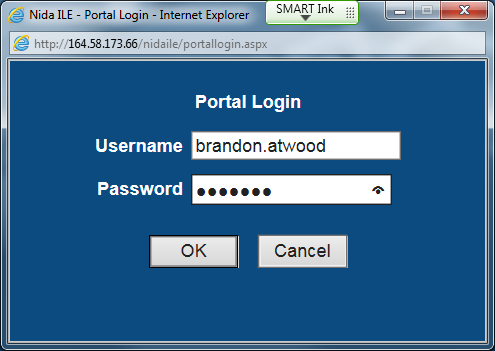 Nida ILE - Portal Login - Internet Explorer
SMART Ink
http://164.58.173.66/nidaile/portallogin.aspx
Portal Login
Username brandon.atwood
Password •••••••
OK Cancel